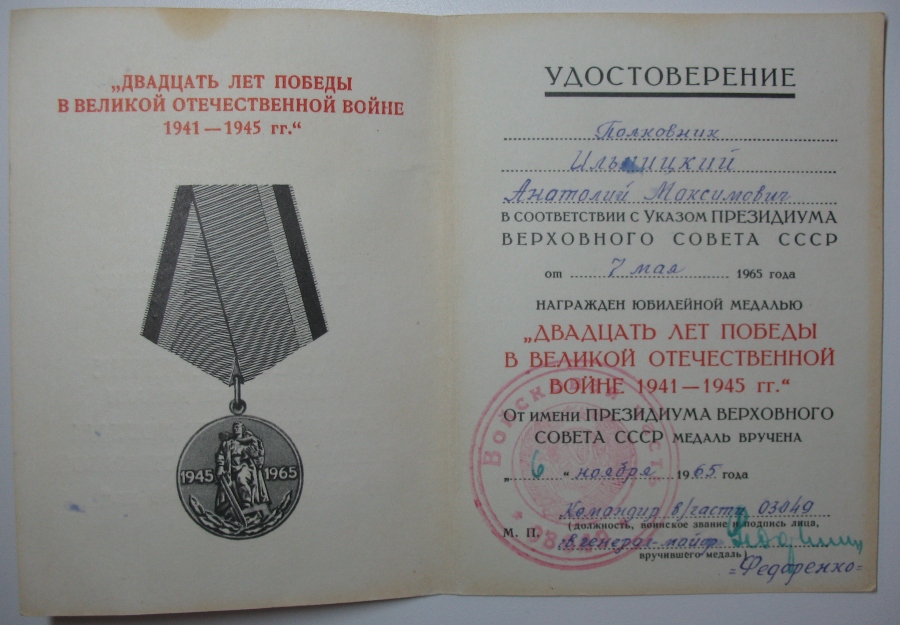 „ДВАДЦАТЬ ЛЕТ ПОБЕДЫ
В ВЕЛИКОЙ ОТЕЧЕСТВЕННОЙ ВОЙНЕ
1941—1945 гг.“
1945 1965
УДОСТОВЕРЕНИЕ
Полковник
Ильницкий
Анатолий Максимович
В СООТВЕТСТВИИ С УКАЗОМ ПРЕЗИДИУМА
ВЕРХОВНОГО СОВЕТА СССР
от 7 мая 1965 года
НАГРАЖДЕН ЮБИЛЕЙНОЙ МЕДАЛЬЮ
„ДВАДЦАТЬ ЛЕТ ПОБЕДЫ
В ВЕЛИКОЙ ОТЕЧЕСТВЕННОЙ
ВОЙНЕ 1941—1945 гг.“
ОТ ИМЕНИ ПРЕЗИДИУМА ВЕРХОВНОГО
СОВЕТА СССР МЕДАЛЬ ВРУЧЕНА
„6“ ноября 1965 года
Командир в/части 03049
(должность, воинское звание и подпись лица,
М. П. генерал-майор
вручившего медаль)
=Федаренко=
Войсковая часть